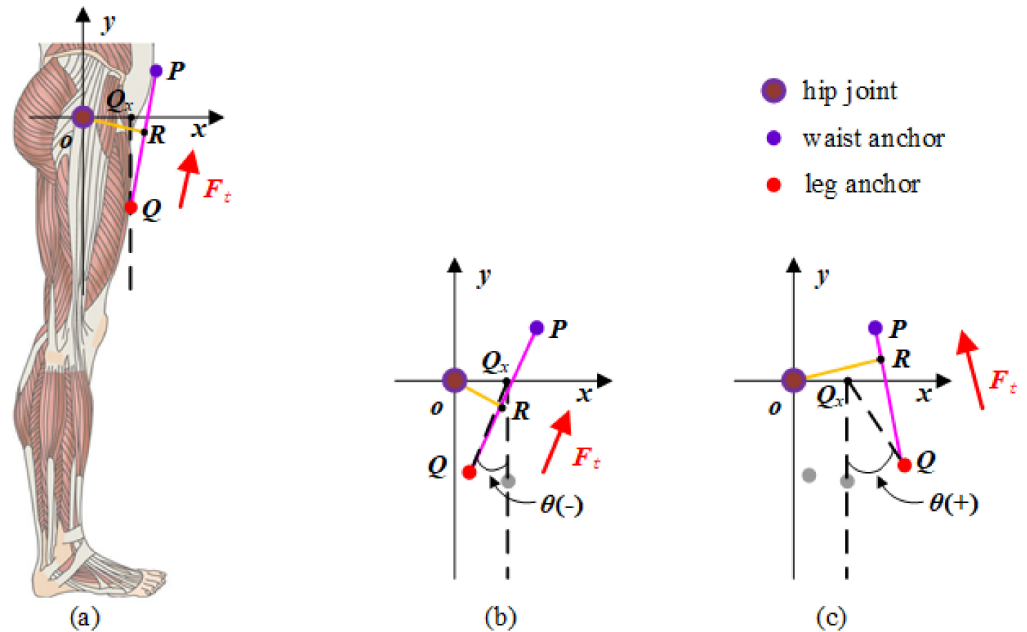 y
P
Qx
x
o
R
Ft
Q
(a)
hip joint
waist anchor
leg anchor
y
P
Qx
o
x
R
Q
Ft
θ(-)
(b)
y
P
R
Ft
o
Qx
x
Q
θ(+)
(c)